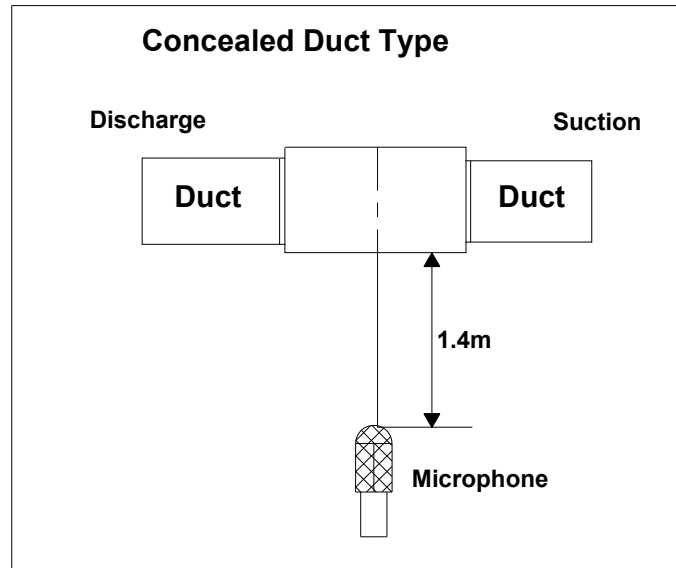 Concealed Duct Type
Discharge
Suction
Duct
Duct
1.4m
Microphone